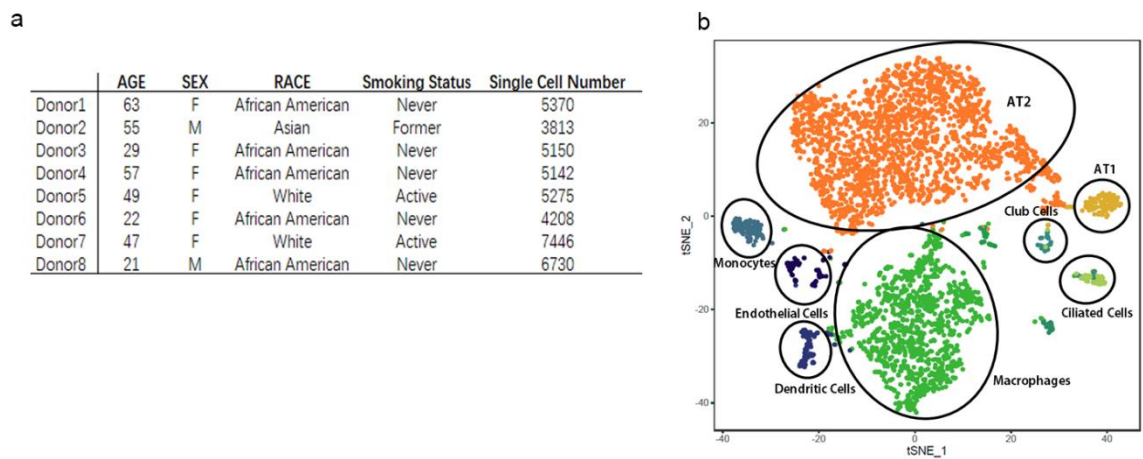 a
AGE SEX RACE Smoking Status Single Cell Number
Donor1 63 F African American Never 5370
Donor2 55 M Asian Former 3813
Donor3 29 F African American Never 5150
Donor4 57 F African American Never 5142
Donor5 49 F White Active 5275
Donor6 22 F African American Never 4208
Donor7 47 F White Active 7446
Donor8 21 M African American Never 6730
b
AT2
AT1
Club Cells
Monocytes
Endothelial Cells
Ciliated Cells
Dendritic Cells
Macrophages
tSNE_2
20
0
-20
-40
-40 -20 0 20 40
tSNE_1